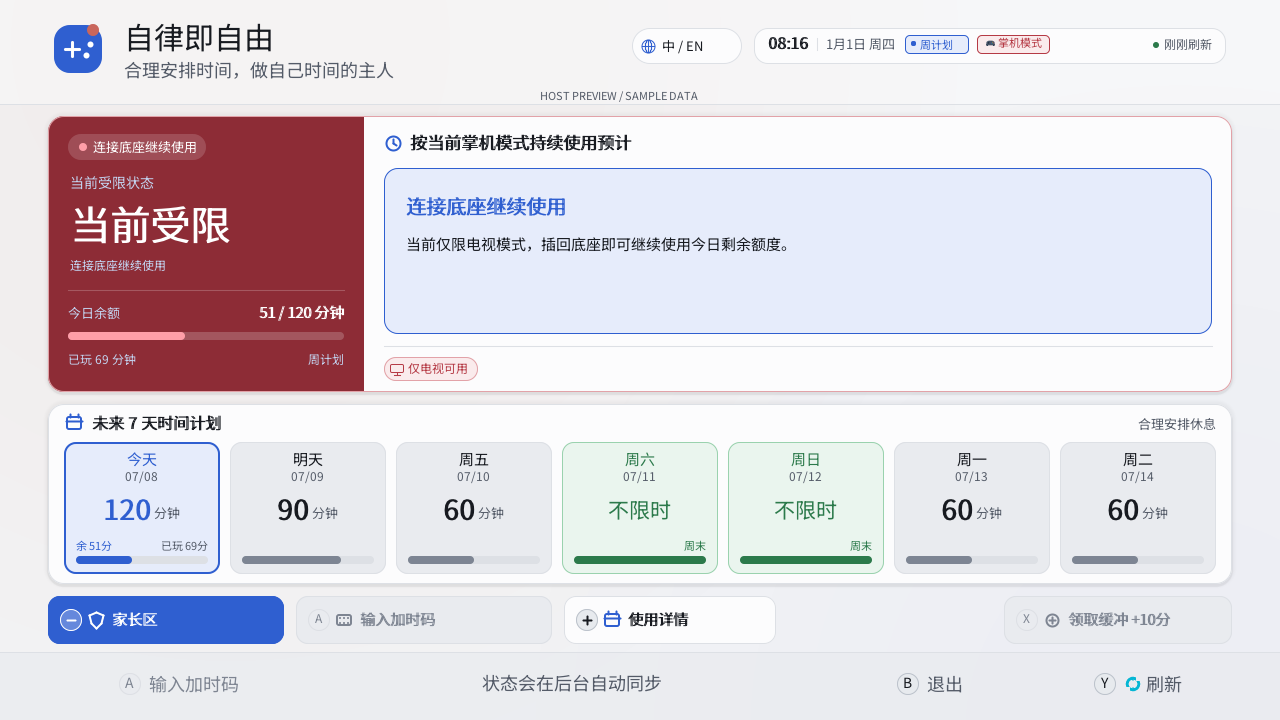 自律即自由
合理安排时间，做自己时间的主人
中 / EN
08:16
1月1日 周四
周计划
掌机模式
刚刚刷新
HOST PREVIEW / SAMPLE DATA
连接底座继续使用
当前受限状态
当前受限
连接底座继续使用
今日余额
51 / 120 分钟
已玩 69 分钟
周计划
按当前掌机模式持续使用预计
连接底座继续使用
当前仅限电视模式，插回底座即可继续使用今日剩余额度。
仅电视可用
未来 7 天时间计划
合理安排休息
今天
07/08
120 分钟
余 51分
已玩 69分
明天
07/09
90 分钟
周五
07/10
60 分钟
周六
07/11
不限时
周末
周日
07/12
不限时
周末
周一
07/13
60 分钟
周二
07/14
60 分钟
家长区
A 输入加时码
使用详情
X 领取缓冲 +10分
A 输入加时码
状态会在后台自动同步
B 退出
Y 刷新